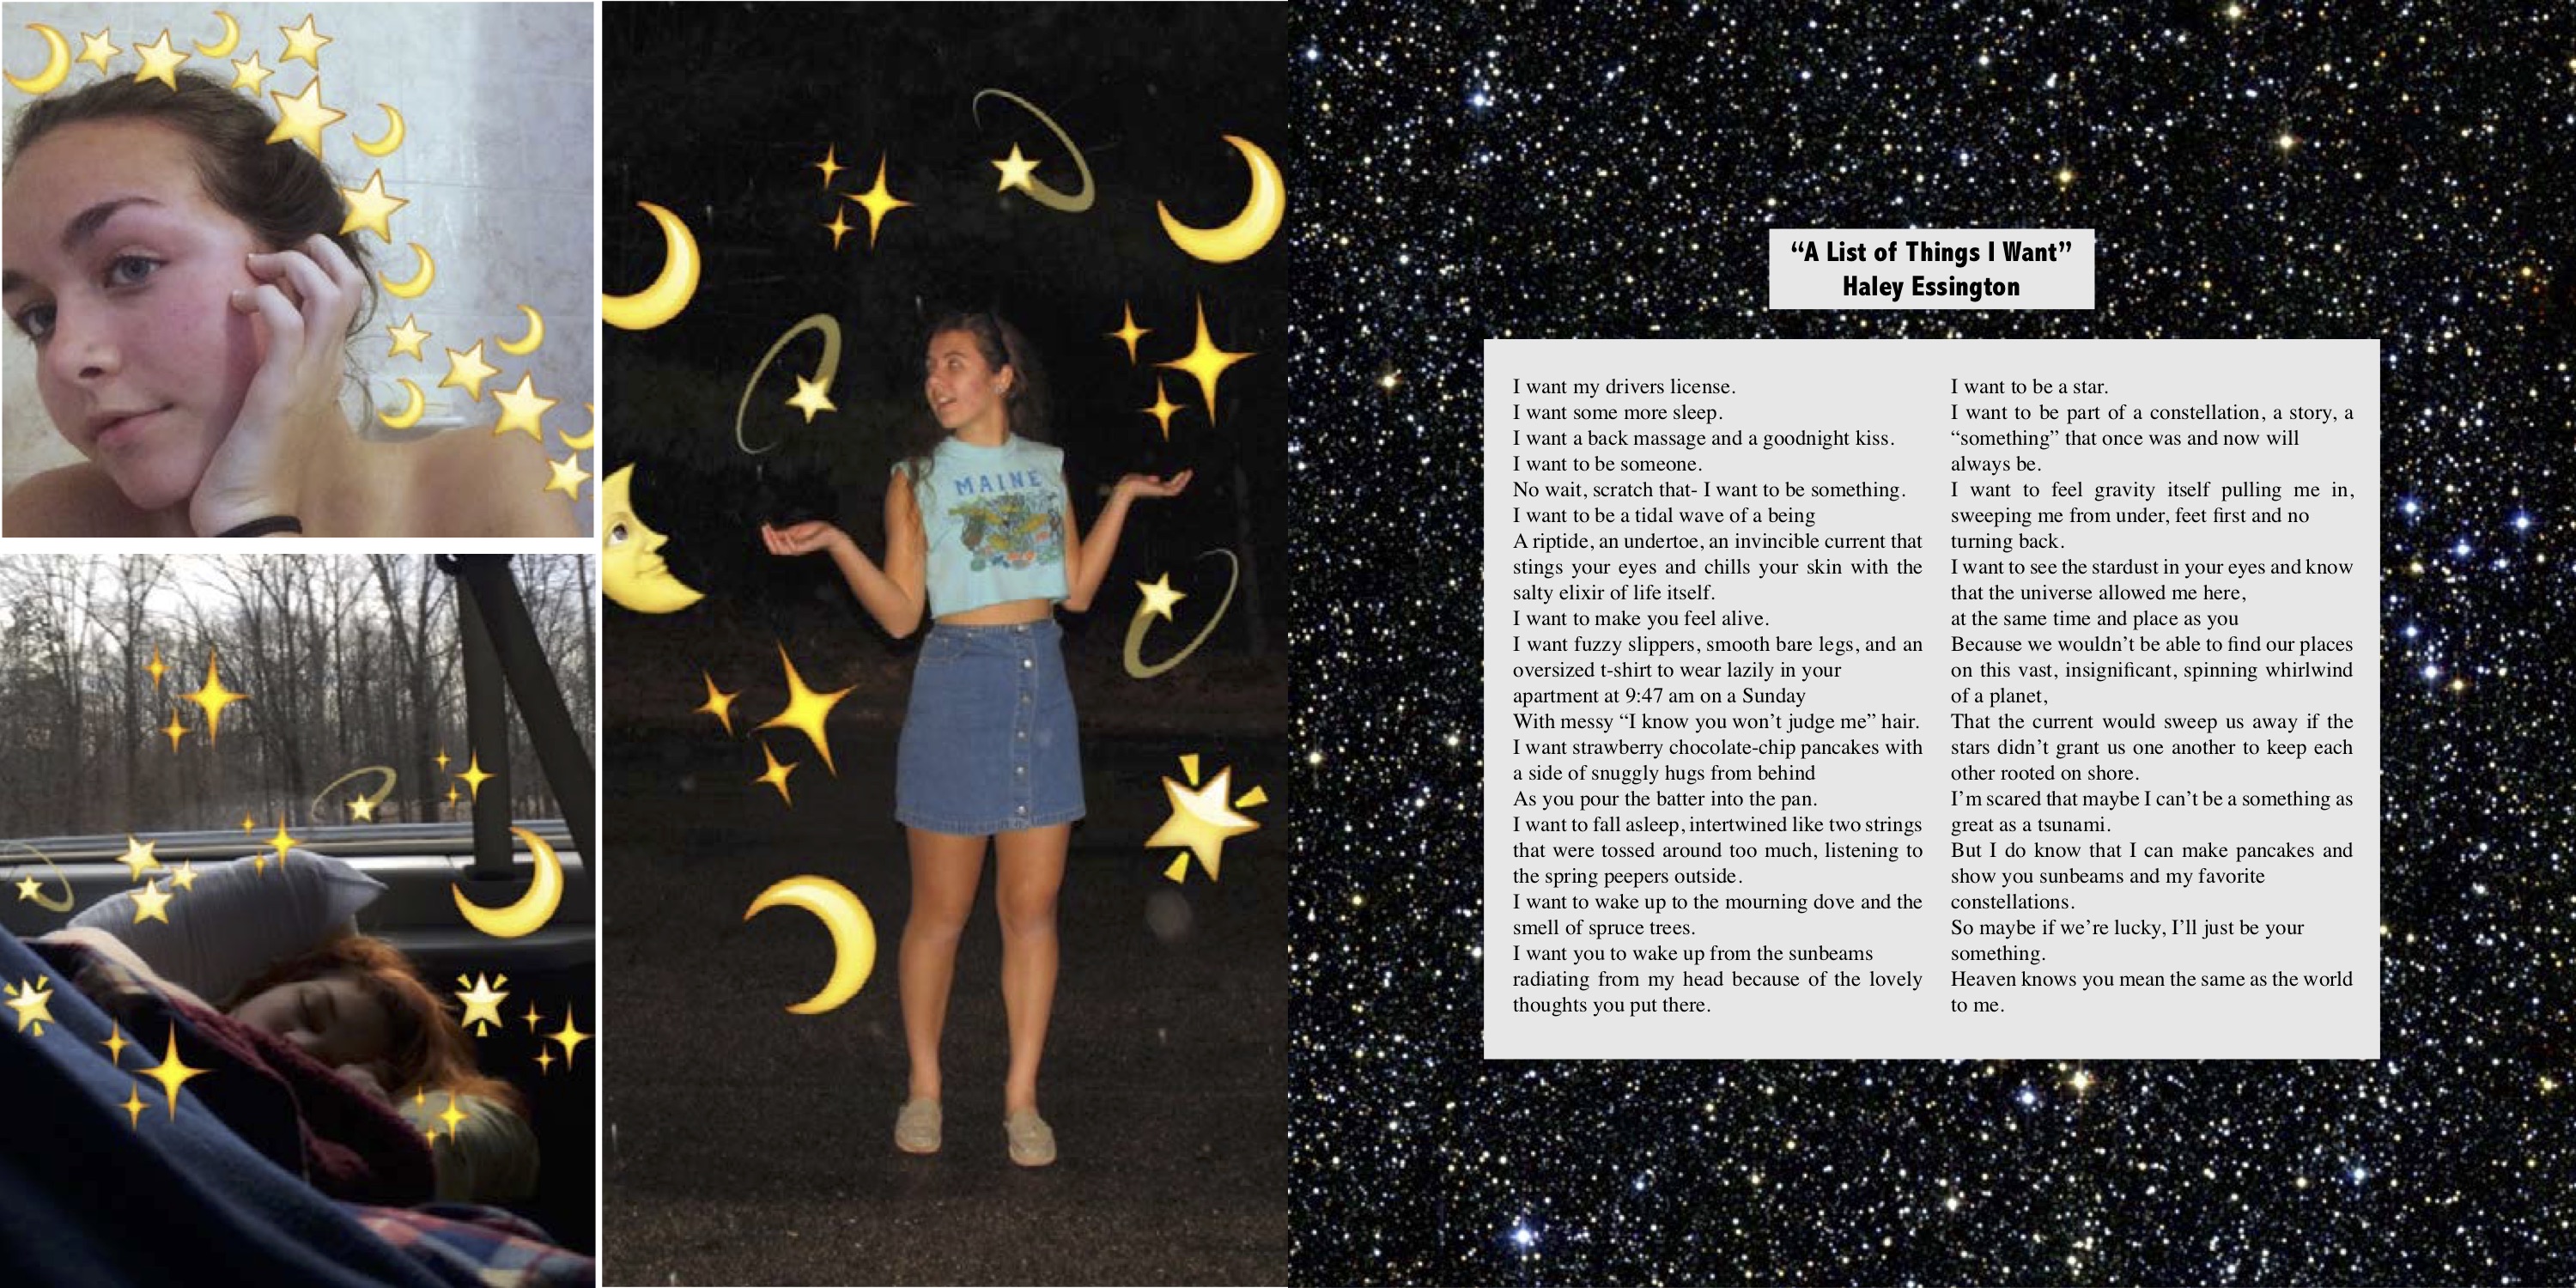 MAINE
“A List of Things I Want”
Haley Essington
I want my drivers license.
I want some more sleep.
I want a back massage and a goodnight kiss.
I want to be someone.
No wait, scratch that- I want to be something.
I want to be a tidal wave of a being
A riptide, an undertoe, an invincible current that
stings your eyes and chills your skin with the
salty elixir of life itself.
I want to make you feel alive.
I want fuzzy slippers, smooth bare legs, and an
oversized t-shirt to wear lazily in your
apartment at 9:47 am on a Sunday
With messy “I know you won’t judge me” hair.
I want strawberry chocolate-chip pancakes with
a side of snuggly hugs from behind
As you pour the batter into the pan.
I want to fall asleep, intertwined like two strings
that were tossed around too much, listening to
the spring peepers outside.
I want to wake up to the mourning dove and the
smell of spruce trees.
I want you to wake up from the sunbeams
radiating from my head because of the lovely
thoughts you put there.
I want to be a star.
I want to be part of a constellation, a story, a
“something” that once was and now will
always be.
I want to feel gravity itself pulling me in,
sweeping me from under, feet first and no
turning back.
I want to see the stardust in your eyes and know
that the universe allowed me here,
at the same time and place as you
Because we wouldn’t be able to find our places
on this vast, insignificant, spinning whirlwind
of a planet,
That the current would sweep us away if the
stars didn’t grant us one another to keep each
other rooted on shore.
I’m scared that maybe I can’t be a something as
great as a tsunami.
But I do know that I can make pancakes and
show you sunbeams and my favorite
constellations.
So maybe if we’re lucky, I’ll just be your
something.
Heaven knows you mean the same as the world
to me.